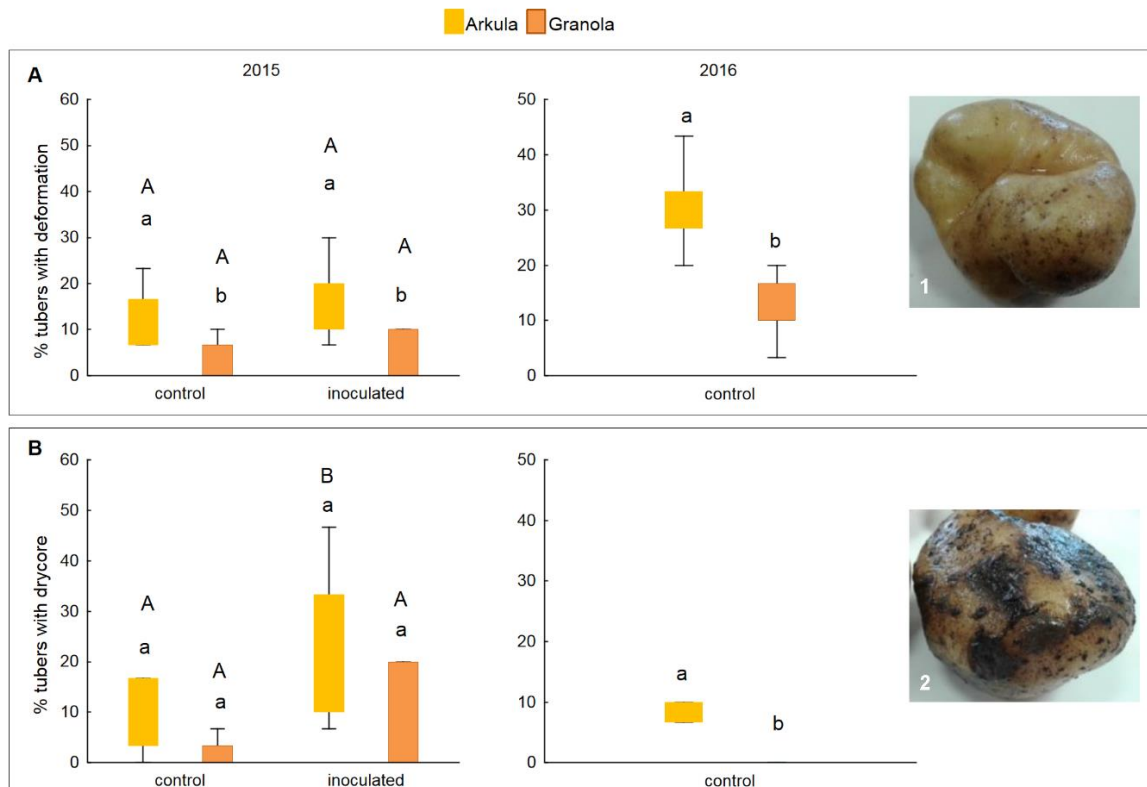 Arkula Granola
A 2015 2016
% tubers with deformation
60
50
40
30
20
10
0
A
a
A
b
A
a
A
b
control inoculated
50
40
30
20
10
0
a
b
control
1
B
% tubers with drycore
60
50
40
30
20
10
0
A
a
A
a
B
a
A
a
control inoculated
50
40
30
20
10
0
a
b
control
2